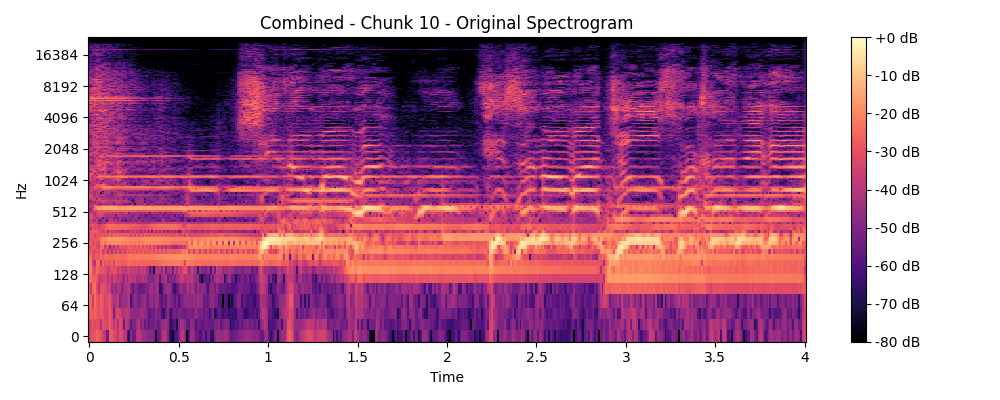 Combined - Chunk 10 - Original Spectrogram
Hz
16384
8192
4096
2048
1024
512
256
128
64
0
0 0.5 1 1.5 2 2.5 3 3.5 4
Time
+0 dB
-10 dB
-20 dB
-30 dB
-40 dB
-50 dB
-60 dB
-70 dB
-80 dB